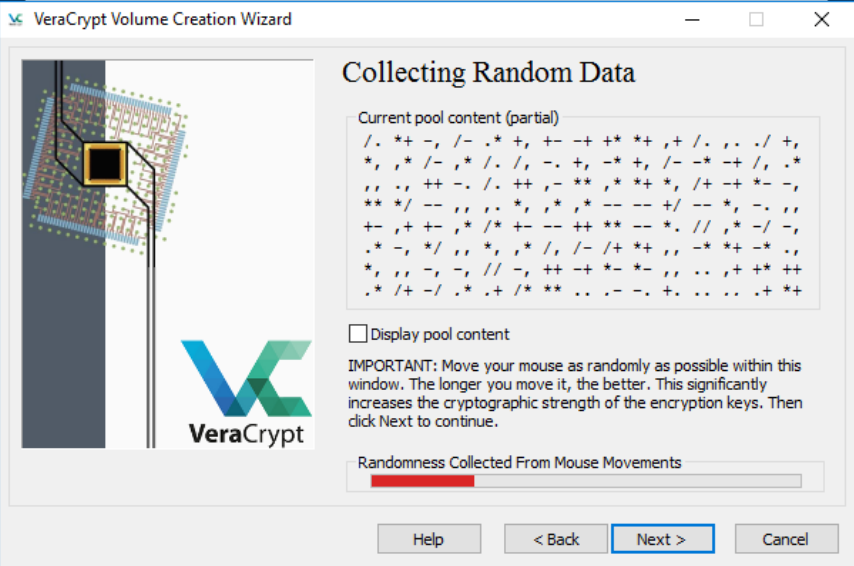 VeraCrypt Volume Creation Wizard
Collecting Random Data
Current pool content (partial)
/. *+ -, /- .* +, +- -+ +* *+ ,+ /. ,. ./ +,
*, ,* /- ,* /. /, -. +, -* +, /- -* -+ /, .*
,, ., ++ -. /. ++ ,- ** ,* *+ *, /+ -+ *- -,
** */ -- ,, ,. *, ,* ,* -- -- +/ -- *, -. ,,
+- ,+ +- ,* /* +- -- ++ ** -- *. // ,* -/ -,
.* -, */ ,, *, ,* /, /- /+ *+ ,, -* *+ -* .,
*, ,, -, -, // -, ++ -+ *- *- ,, .. ,+ +* ++
.* /+ -/ .* .+ /* ** .. .- -. +. .. .. .+ *+
Display pool content
IMPORTANT: Move your mouse as randomly as possible within this
window. The longer you move it, the better. This significantly
increases the cryptographic strength of the encryption keys. Then
click Next to continue.
VeraCrypt
Randomness Collected From Mouse Movements
Help
< Back
Next >
Cancel